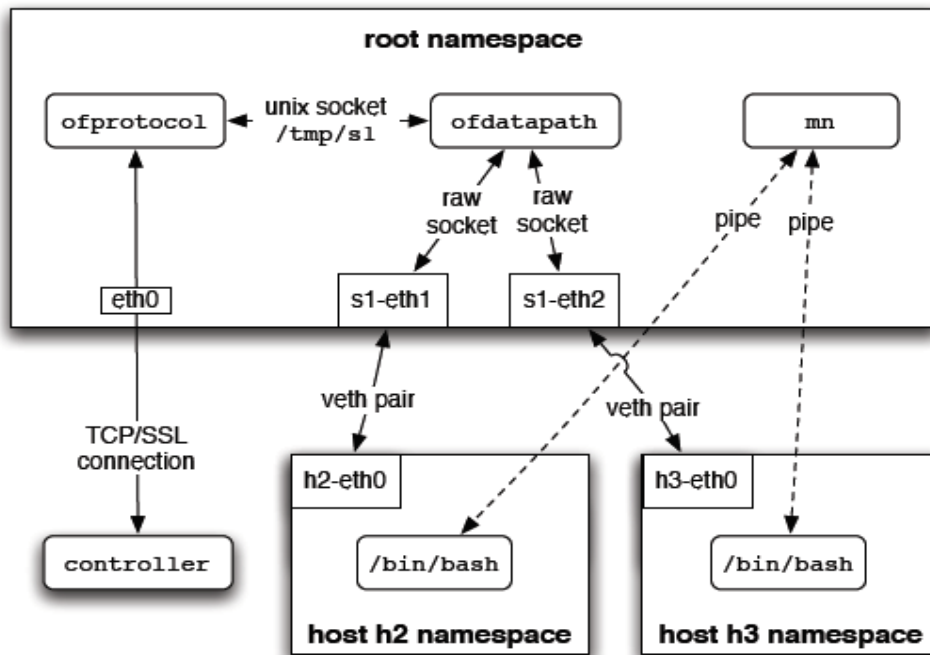 root namespace
ofprotocol
unix socket
/tmp/s1
ofdatapath
mn
raw
socket
raw
socket
pipe
pipe
eth0
s1-eth1
s1-eth2
veth pair
veth pair
TCP/SSL
connection
h2-eth0
h3-eth0
controller
/bin/bash
/bin/bash
host h2 namespace
host h3 namespace